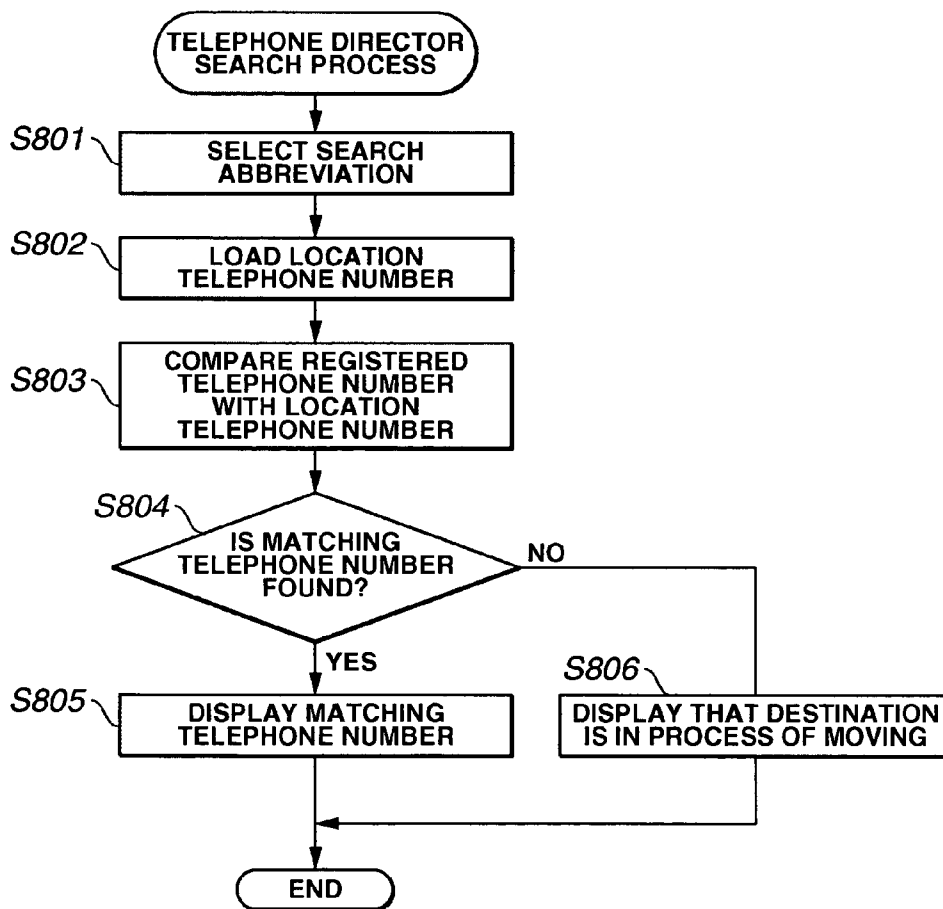 TELEPHONE DIRECTOR
SEARCH PROCESS
S801
SELECT SEARCH
ABBREVIATION
S802
LOAD LOCATION
TELEPHONE NUMBER
S803
COMPARE REGISTERED
TELEPHONE NUMBER
WITH LOCATION
TELEPHONE NUMBER
S804
IS MATCHING
TELEPHONE NUMBER
FOUND?
NO
YES
S805
DISPLAY MATCHING
TELEPHONE NUMBER
S806
DISPLAY THAT DESTINATION
IS IN PROCESS OF MOVING
END